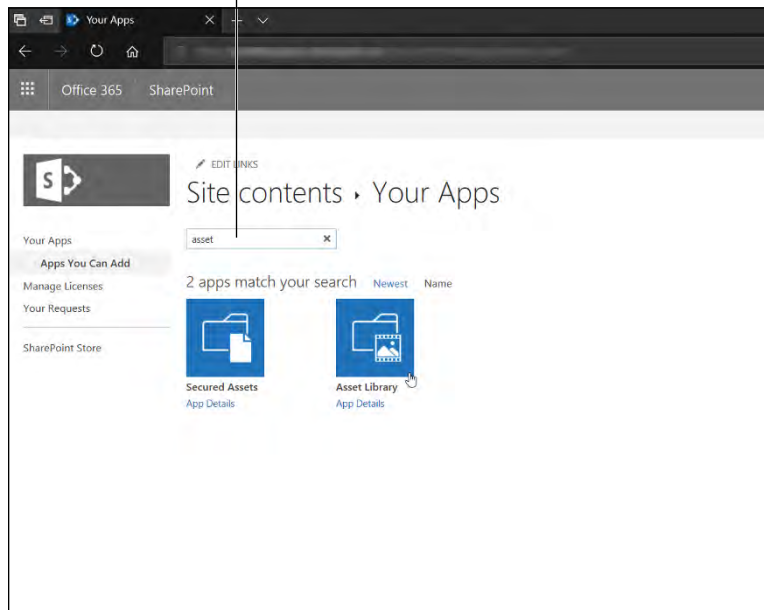 Your Apps
Office 365 SharePoint
EDIT LINKS
S
Site contents › Your Apps
asset
Your Apps
Apps You Can Add
Manage Licenses
Your Requests
SharePoint Store
2 apps match your search Newest Name
Secured Assets Asset Library
App Details App Details